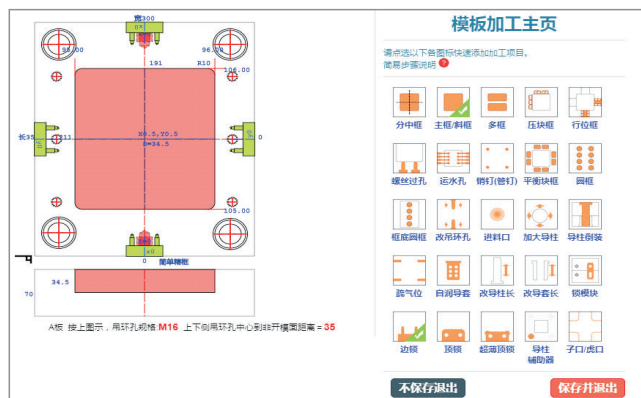 宽300
模板加工主页
请点选以下各图标快速添加加工项目。
简易步骤说明 ?
95.00
96.00
191
R10
106.00
分中框 主框/斜框 多框 压块框 行位框
长35
211
X0.5,Y0.5
D=34.5
0
螺丝过孔 运水孔 销钉(管钉) 平衡块框 圆框
105.00
框底圆框 改吊环孔 进料口 加大导柱 导柱倒装
0 简单精框
34.5
70
疏气位 自润导套 改导柱长 改导套长 锁模块
A板 按上图示,吊环孔规格 M16 上下侧吊环孔中心到非开模面距离 = 35
边锁 顶锁 超薄顶锁 导柱
辅助器 子口/虎口
不保存退出 保存并退出